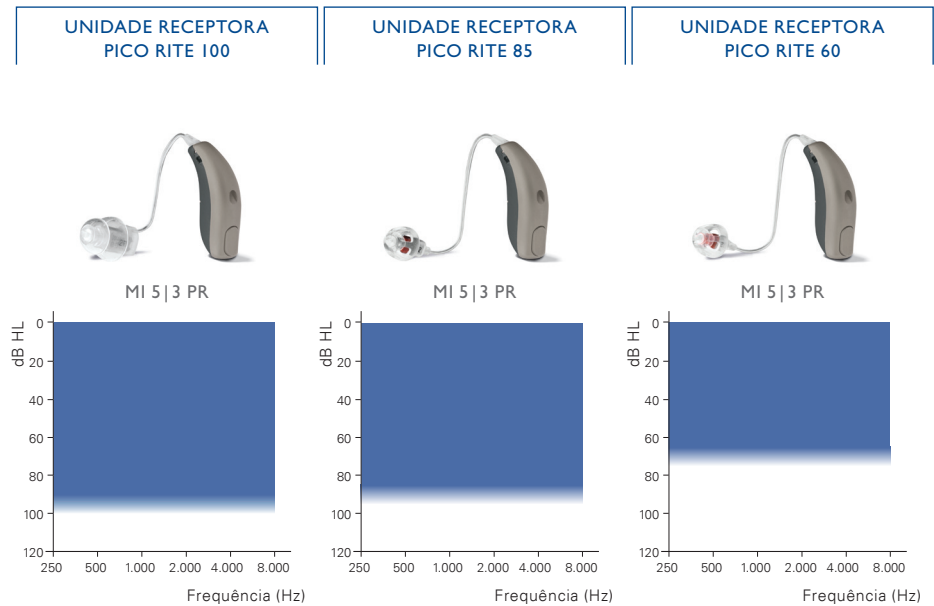 UNIDADE RECEPTORA
PICO RITE 100
MI 5|3 PR
dB HL
0
20
40
60
80
100
120
250 500 1.000 2.000 4.000 8.000
Frequência (Hz)
UNIDADE RECEPTORA
PICO RITE 85
MI 5|3 PR
dB HL
0
20
40
60
80
100
120
250 500 1.000 2.000 4.000 8.000
Frequência (Hz)
UNIDADE RECEPTORA
PICO RITE 60
MI 5|3 PR
dB HL
0
20
40
60
80
100
120
250 500 1.000 2.000 4.000 8.000
Frequência (Hz)